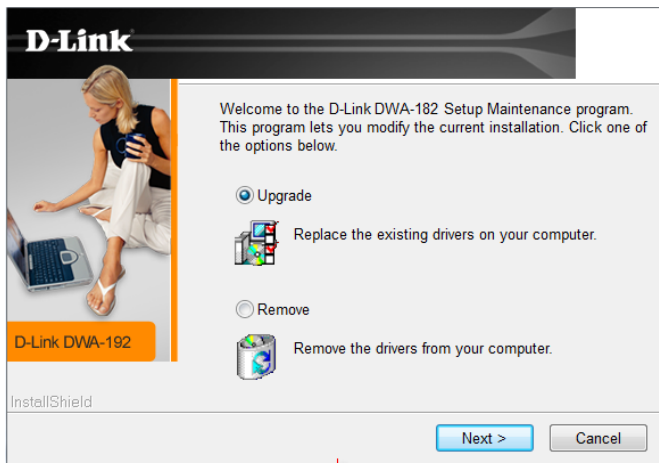 D-Link
Welcome to the D-Link DWA-182 Setup Maintenance program.
This program lets you modify the current installation. Click one of
the options below.
Upgrade
Replace the existing drivers on your computer.
Remove
Remove the drivers from your computer.
D-Link DWA-192
InstallShield
Next >
Cancel